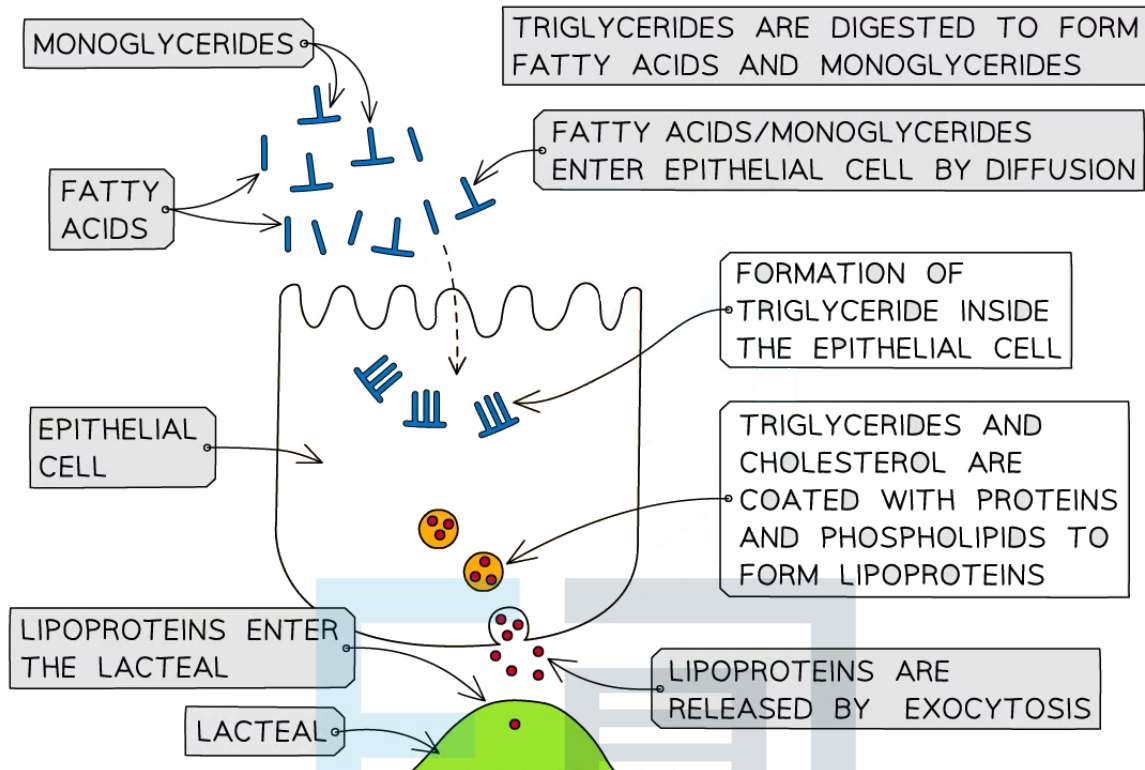 MONOGLYCERIDES
TRIGLYCERIDES ARE DIGESTED TO FORM
FATTY ACIDS AND MONOGLYCERIDES
FATTY ACIDS/MONOGLYCERIDES
ENTER EPITHELIAL CELL BY DIFFUSION
FATTY
ACIDS
FORMATION OF
TRIGLYCERIDE INSIDE
THE EPITHELIAL CELL
EPITHELIAL
CELL
TRIGLYCERIDES AND
CHOLESTEROL ARE
COATED WITH PROTEINS
AND PHOSPHOLIPIDS TO
FORM LIPOPROTEINS
LIPOPROTEINS ENTER
THE LACTEAL
LIPOPROTEINS ARE
RELEASED BY EXOCYTOSIS
LACTEAL